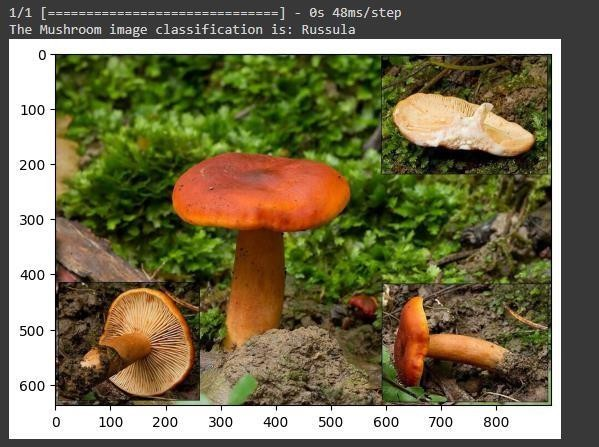 1/1 [==============================] - 0s 48ms/step
The Mushroom image classification is: Russula
0
100
200
300
400
500
600
0 100 200 300 400 500 600 700 800